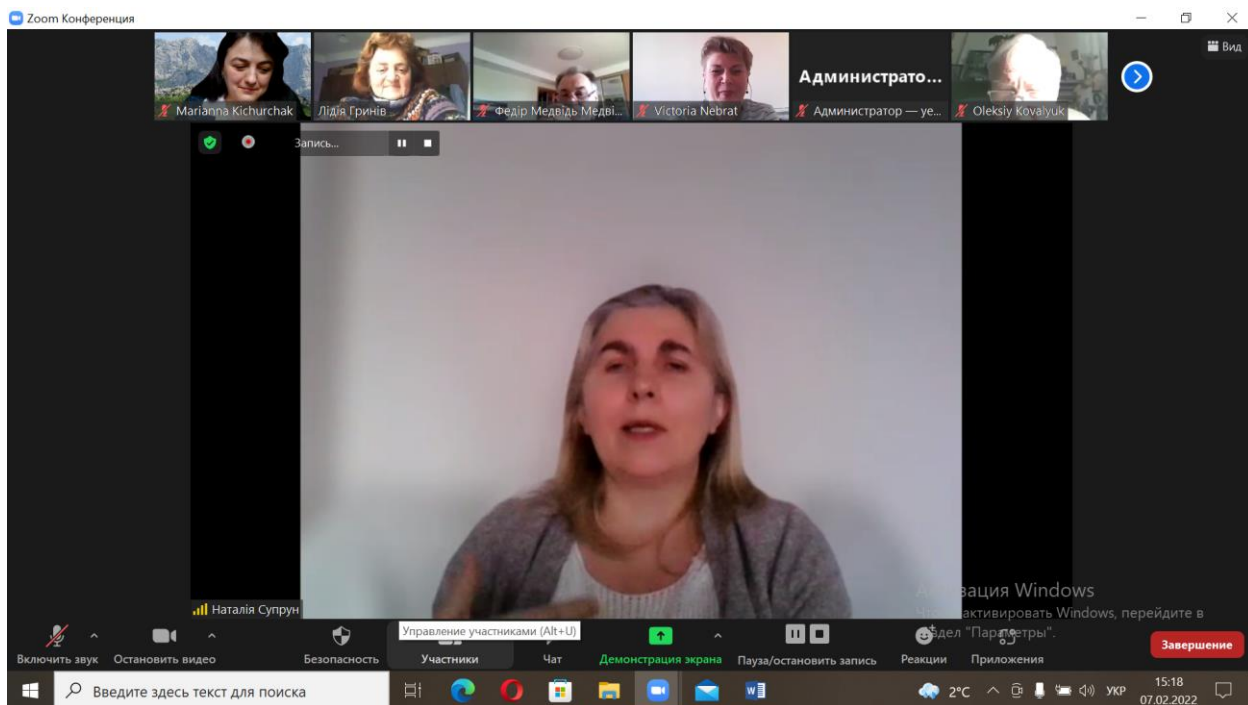 Zoom Конференция
Вид
Администрато...
Marianna Kichurchak
Лідія Гринів
Федір Медвідь Медві...
Victoria Nebrat
Администратор — уе...
Oleksiy Kovalyuk
Запись...
Наталія Супрун
Windows
активировать Windows, перейдите в
"Параметры".
Управление участниками (Alt+U)
Включить звук
Остановить видео
Безопасность
Участники
Чат
Демонстрация экрана
Пауза/остановить запись
Реакции
Приложения
Завершение
Введите здесь текст для поиска
2°C
УКР
15:18
07.02.2022